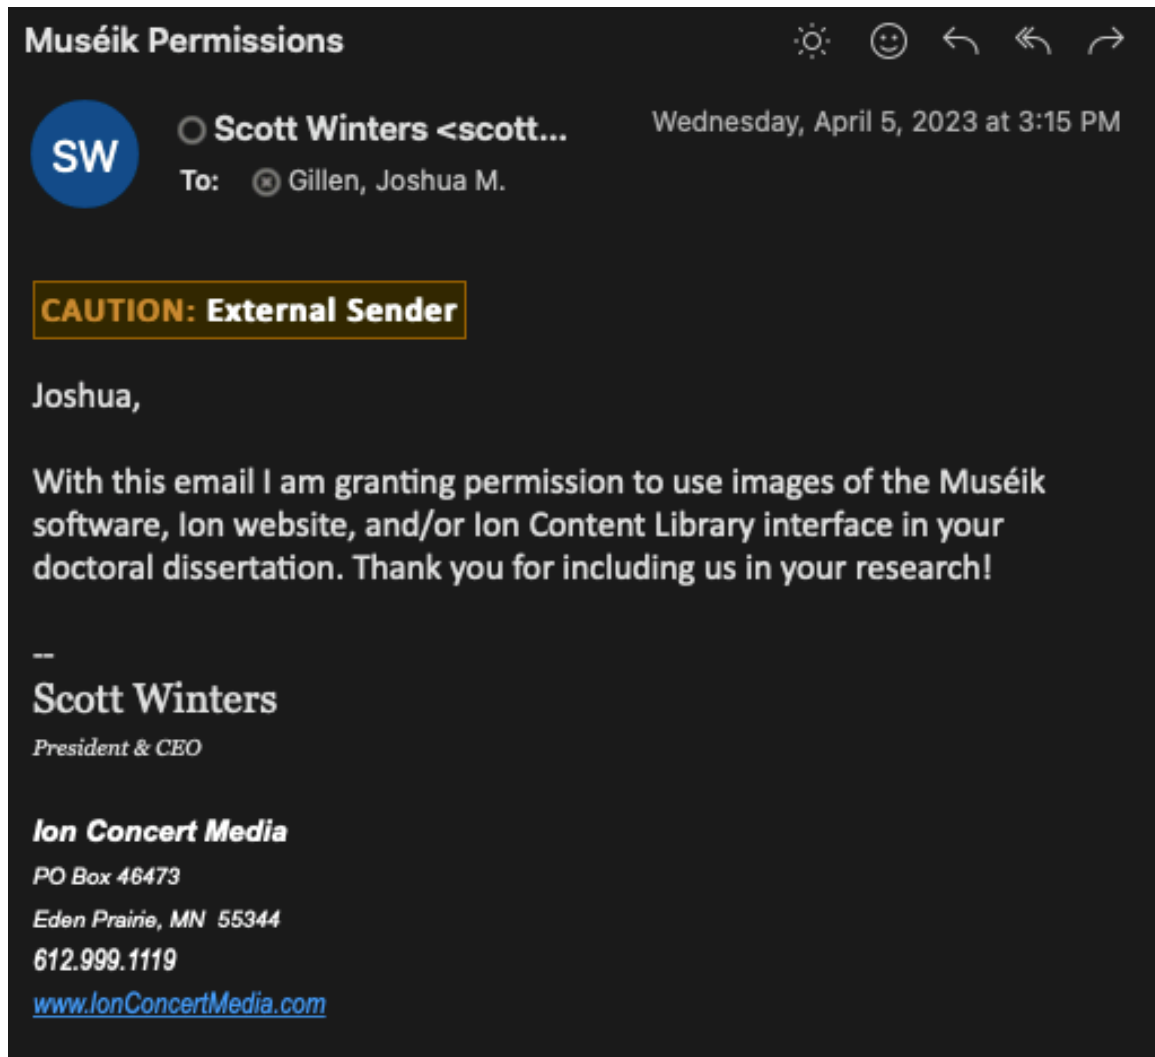 Muséik Permissions
SW
Scott Winters <scott...
Wednesday, April 5, 2023 at 3:15 PM
To: Gillen, Joshua M.
CAUTION: External Sender
Joshua,
With this email I am granting permission to use images of the Muséik
software, Ion website, and/or Ion Content Library interface in your
doctoral dissertation. Thank you for including us in your research!
--
Scott Winters
President & CEO
Ion Concert Media
PO Box 46473
Eden Prairie, MN  55344
612.999.1119
www.IonConcertMedia.com